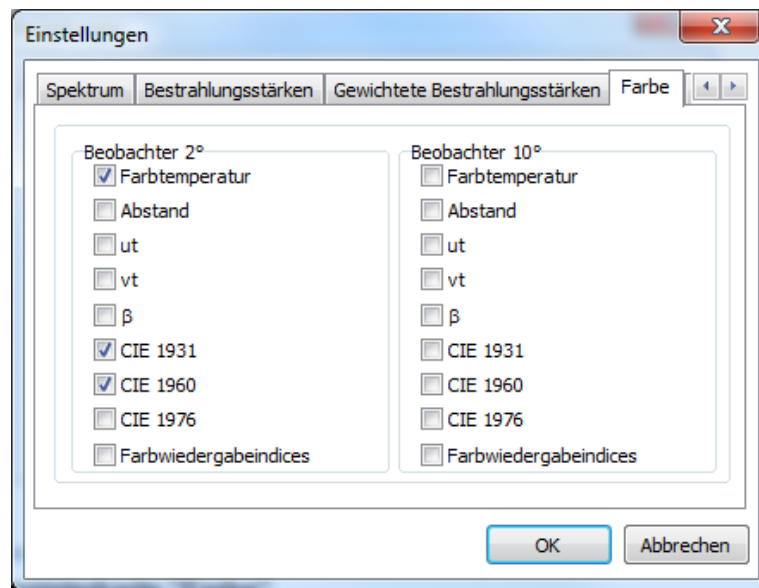 Einstellungen
Spektrum Bestrahlungsstärken Gewichtete Bestrahlungsstärken Farbe
Beobachter 2°
Farbtemperatur
Abstand
ut
vt
β
CIE 1931
CIE 1960
CIE 1976
Farbwiedergabeindices
Beobachter 10°
Farbtemperatur
Abstand
ut
vt
β
CIE 1931
CIE 1960
CIE 1976
Farbwiedergabeindices
OK Abbrechen